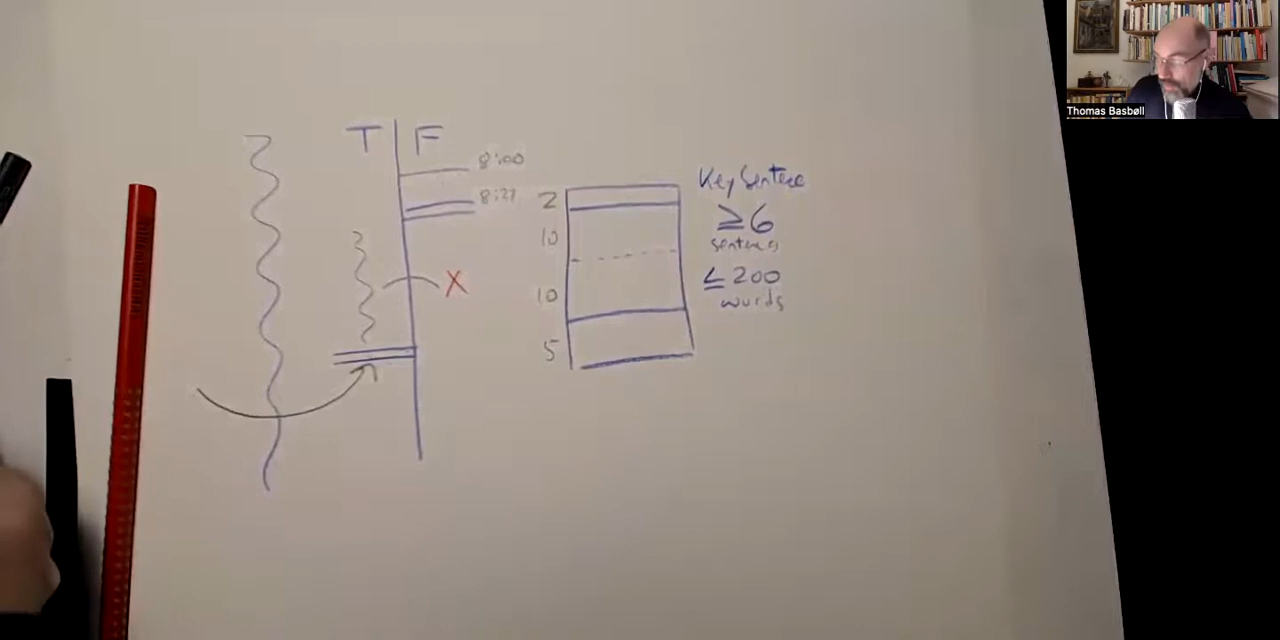 Thomas Basbøll
T F
8:00
8:27
X
2
10
10
5
Key Sentence
≥6
sentences
≤200
words